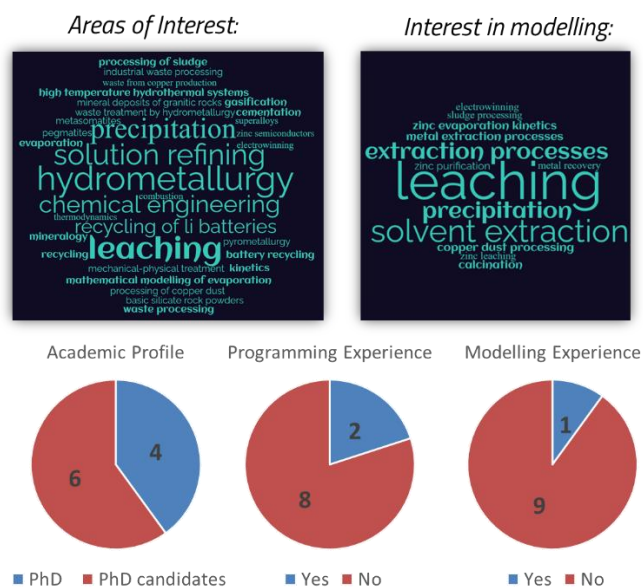 Areas of Interest:
Interest in modelling:
processing of sludge
industrial waste processing
waste from copper production
high temperature hydrothermal systems
mineral deposits of granitic rocks gasification
waste treatment by hydrometallurgy cementation
metasomatites superalloys
pegmatites precipitation zinc semiconductors
evaporation electrowinning
solution refining
hydrometallurgy
combustion
chemical engineering
thermodynamics
recycling of li batteries
mineralogy leaching pyrometallurgy
recycling battery recycling
mechanical-physical treatment kinetics
mathematical modelling of evaporation
processing of copper dust
basic silicate rock powders
waste processing
electrowinning
sludge processing
zinc evaporation kinetics
metal extraction processes
extraction processes
zinc purification metal recovery
leaching
precipitation
solvent extraction
copper dust processing
zinc leaching
calcination
Academic Profile
4
6
PhD PhD candidates
Programming Experience
2
8
Yes No
Modelling Experience
1
9
Yes No